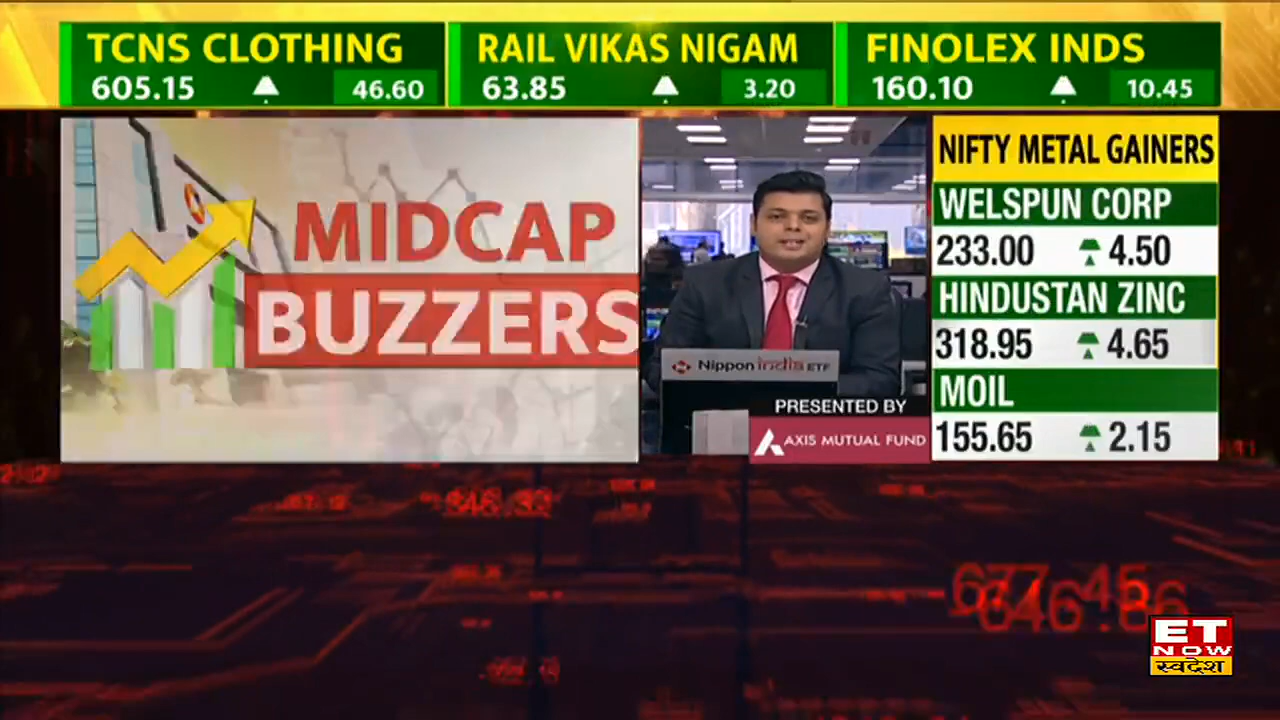 TCNS CLOTHING
605.15 46.60
RAIL VIKAS NIGAM
63.85 3.20
FINOLEX INDS
160.10 10.45
MIDCAP
BUZZERS
Nippon india ETF
PRESENTED BY
AXIS MUTUAL FUND
NIFTY METAL GAINERS
WELSPUN CORP
233.00 4.50
HINDUSTAN ZINC
318.95 4.65
MOIL
155.65 2.15
677.45
ET
NOW
स्वदेश